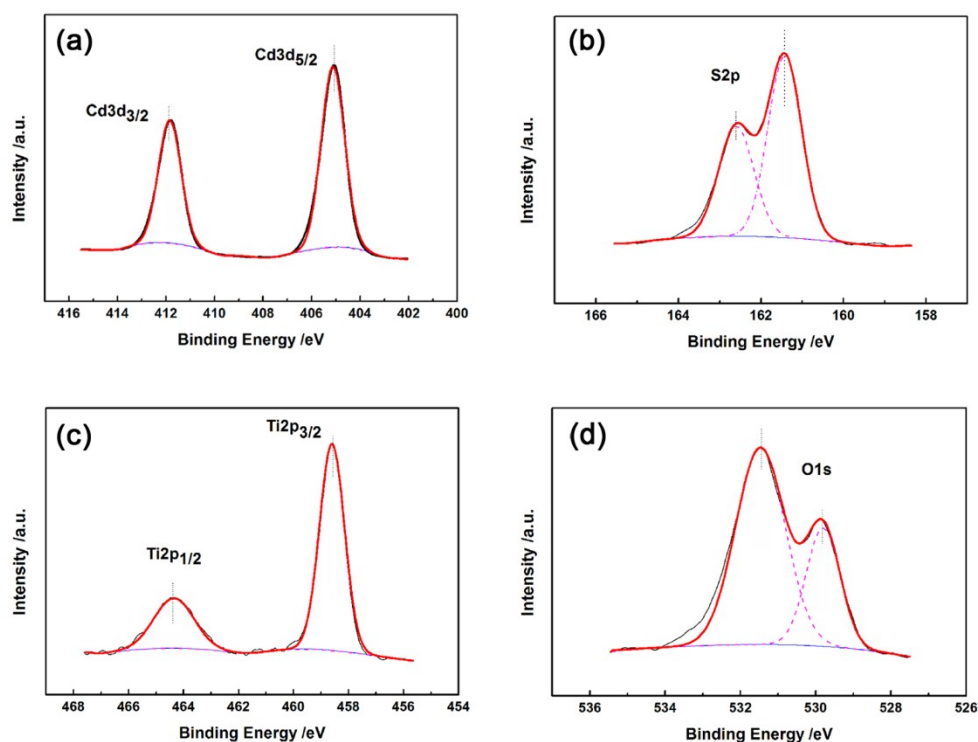 (a)
Cd3d5/2
Cd3d3/2
Intensity /a.u.
416 414 412 410 408 406 404 402 400
Binding Energy /eV
(b)
S2p
Intensity /a.u.
166 164 162 160 158
Binding Energy /eV
(c)
Ti2p3/2
Ti2p1/2
Intensity /a.u.
468 466 464 462 460 458 456 454
Binding Energy /eV
(d)
O1s
Intensity /a.u.
536 534 532 530 528 526
Binding Energy /eV